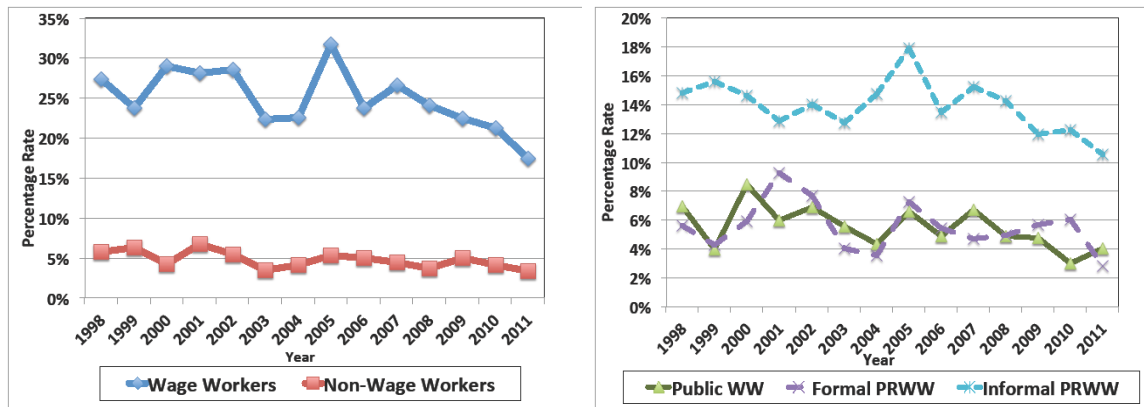 35%
30%
25%
20%
15%
10%
5%
0%
Percentage Rate
1998 1999 2000 2001 2002 2003 2004 2005 2006 2007 2008 2009 2010 2011
Year
Wage Workers Non-Wage Workers
20%
18%
16%
14%
12%
10%
8%
6%
4%
2%
0%
Percentage Rate
1998 1999 2000 2001 2002 2003 2004 2005 2006 2007 2008 2009 2010 2011
Year
Public WW Formal PRWW Informal PRWW